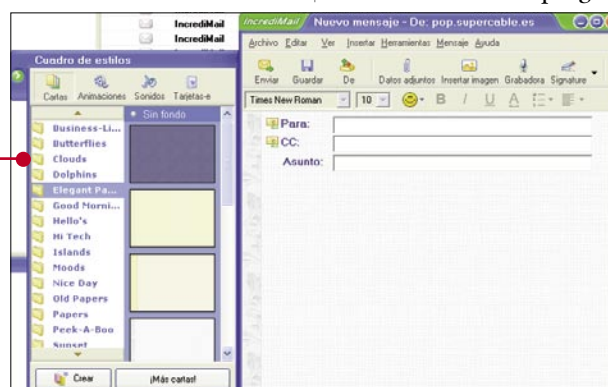 pag
IncrediMail
IncrediMail
IncrediMail
IncrediMail Nuevo mensaje - De: pop.supercable.es
Archivo Editar Ver Insertar Herramientas Mensaje Ayuda
Enviar Guardar De Datos adjuntos Insertar imagen Grabadora Signature
Times New Roman 10 B I U A
Para:
CC:
Asunto:
Cuadro de estilos
Cartas Animaciones Sonidos Tarjetas-e
Sin fondo
Business-Li...
Butterflies
Clouds
Dolphins
Elegant Pa...
Good Morni...
Hello's
Hi Tech
Islands
Moods
Nice Day
Old Papers
Papers
Peek-A-Boo
Sunset
Crear ¡Más cartas!